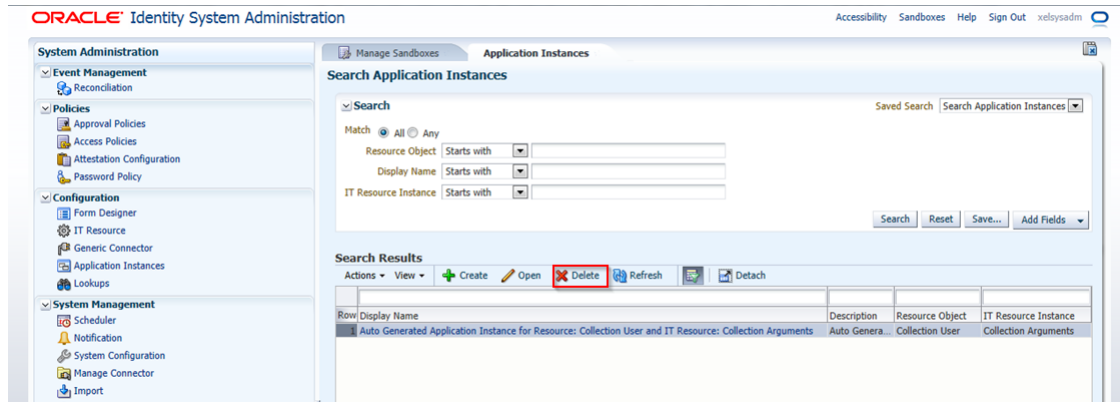 ORACLE Identity System Administration
Accessibility Sandboxes Help Sign Out xelsysadm
System Administration
Event Management
Reconciliation
Policies
Approval Policies
Access Policies
Attestation Configuration
Password Policy
Configuration
Form Designer
IT Resource
Generic Connector
Application Instances
Lookups
System Management
Scheduler
Notification
System Configuration
Manage Connector
Import
Manage Sandboxes Application Instances
Search Application Instances
Search
Saved Search Search Application Instances
Match All Any
Resource Object Starts with
Display Name Starts with
IT Resource Instance Starts with
Search Reset Save... Add Fields
Search Results
Actions View Create Open Delete Refresh Detach
Row Display Name Description Resource Object IT Resource Instance
1 Auto Generated Application Instance for Resource: Collection User and IT Resource: Collection Arguments Auto Genera... Collection User Collection Arguments